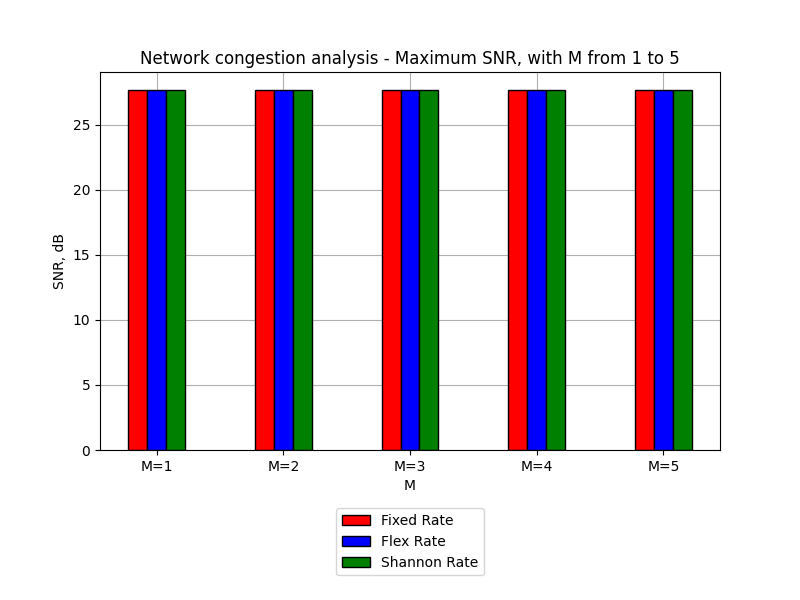 Network congestion analysis - Maximum SNR, with M from 1 to 5
SNR, dB
25
20
15
10
5
0
M=1 M=2 M=3 M=4 M=5
M
Fixed Rate
Flex Rate
Shannon Rate